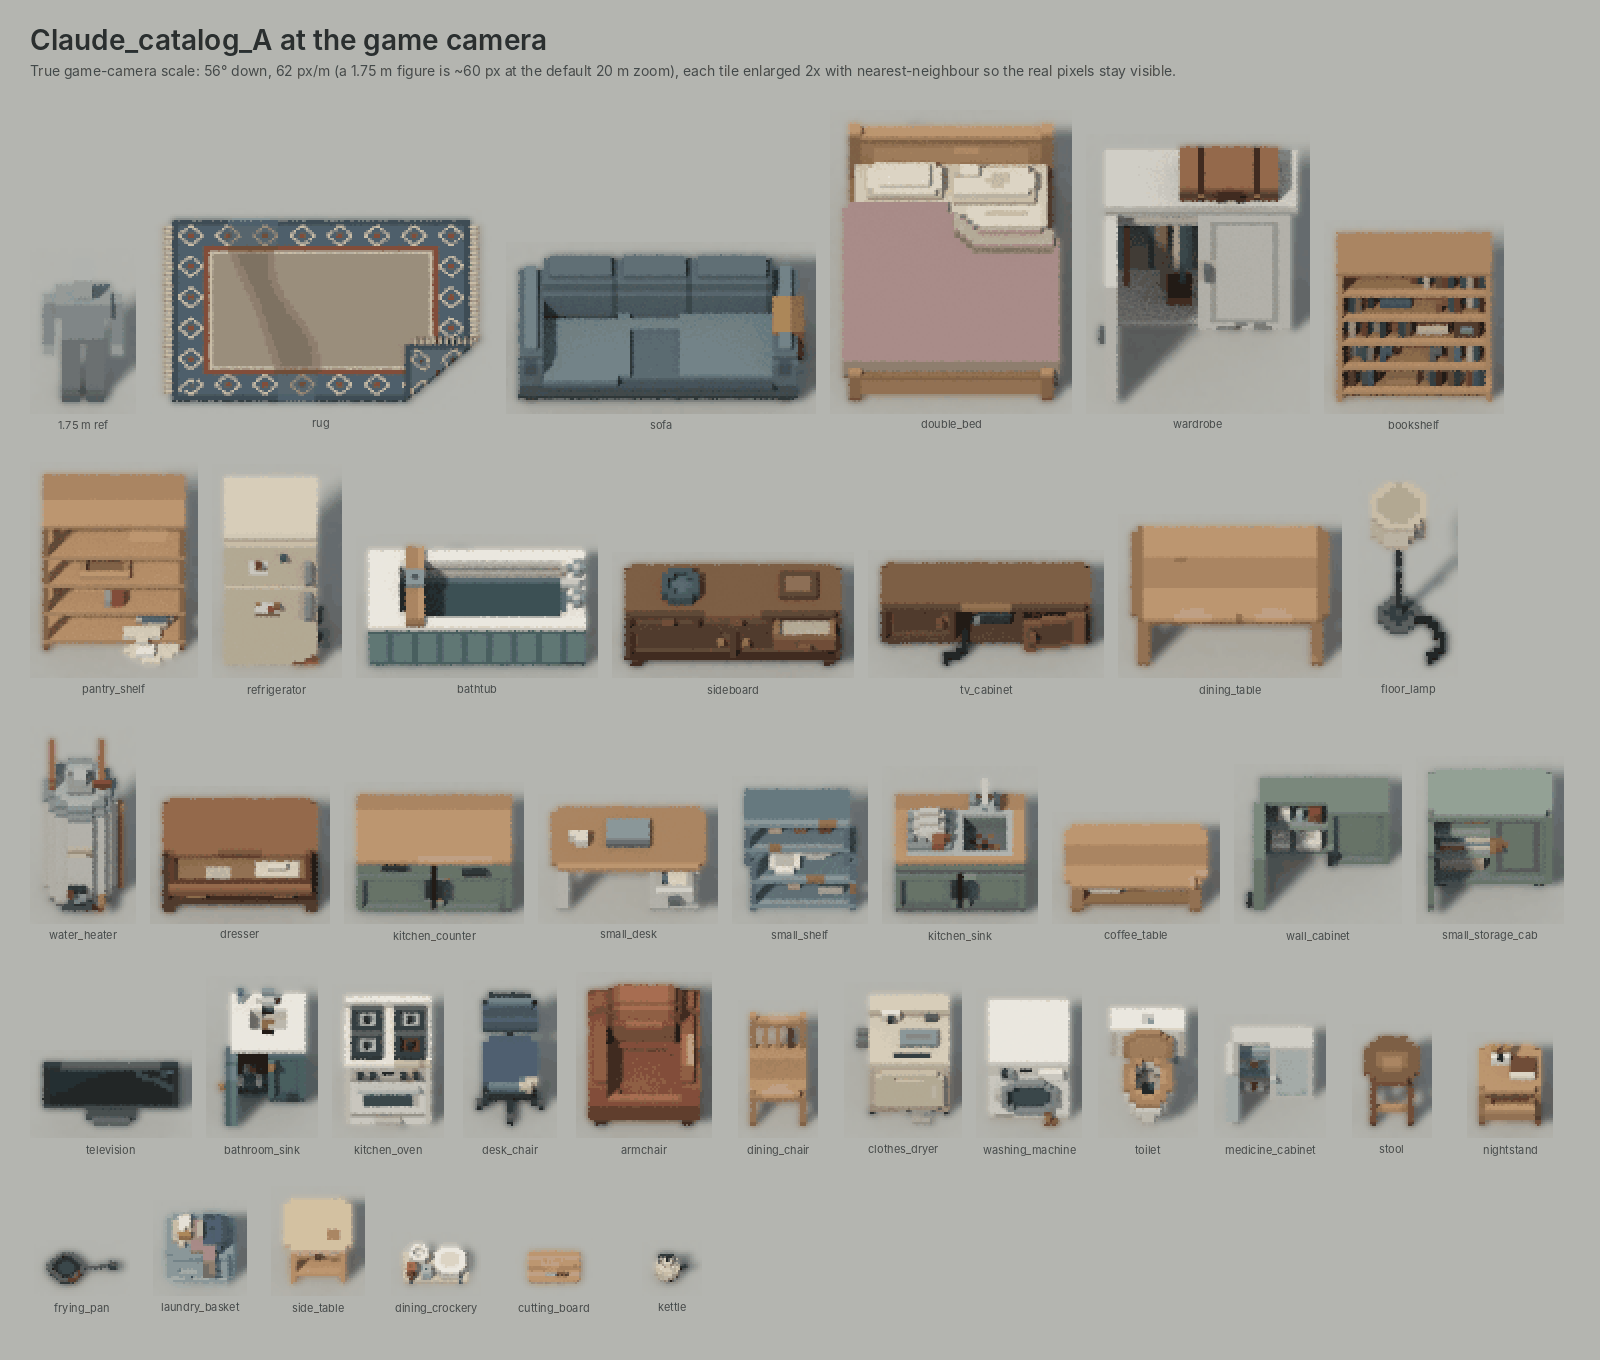 Claude_catalog_A at the game camera
True game-camera scale: 56° down, 62 px/m (a 1.75 m figure is ~60 px at the default 20 m zoom), each tile enlarged 2x with nearest-neighbour so the real pixels stay visible.
1.75 m ref
rug
sofa
double_bed
wardrobe
bookshelf
pantry_shelf
refrigerator
bathtub
sideboard
tv_cabinet
dining_table
floor_lamp
water_heater
dresser
kitchen_counter
small_desk
small_shelf
kitchen_sink
coffee_table
wall_cabinet
small_storage_cab
television
bathroom_sink
kitchen_oven
desk_chair
armchair
dining_chair
clothes_dryer
washing_machine
toilet
medicine_cabinet
stool
nightstand
frying_pan
laundry_basket
side_table
dining_crockery
cutting_board
kettle